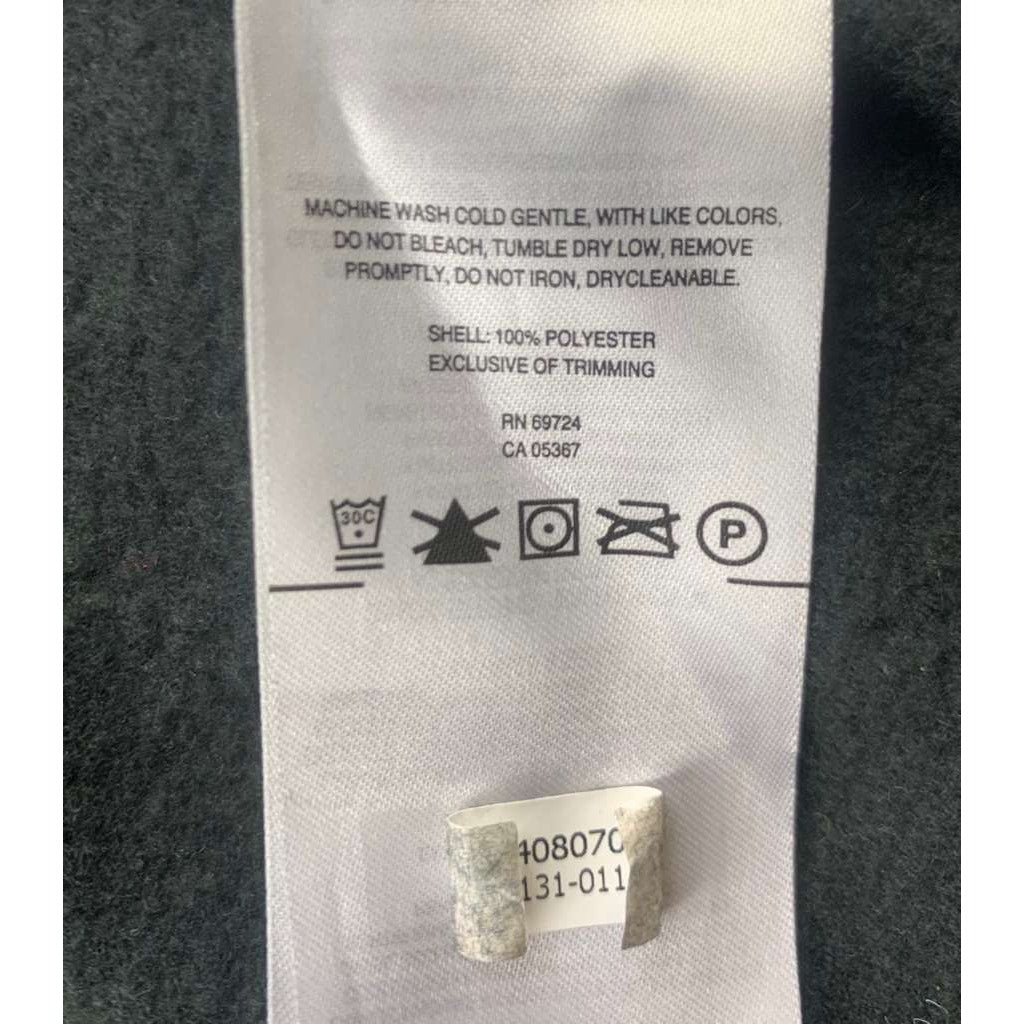 MACHINE WASH COLD GENTLE, WITH LIKE COLORS,
DO NOT BLEACH, TUMBLE DRY LOW, REMOVE
PROMPTLY, DO NOT IRON, DRYCLEANABLE.
SHELL: 100% POLYESTER
EXCLUSIVE OF TRIMMING
RN 69724
CA 05367
30C
P
408070
131-011